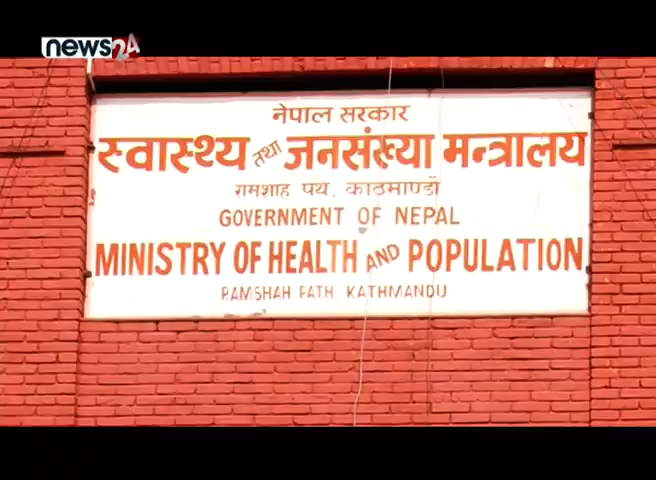 news24
नेपाल सरकार
स्वास्थ्य तथा जनसंख्या मन्त्रालय
रामशाह पथ, काठमाण्डौ
GOVERNMENT OF NEPAL
MINISTRY OF HEALTH AND POPULATION
RAMSHAH PATH, KATHMANDU